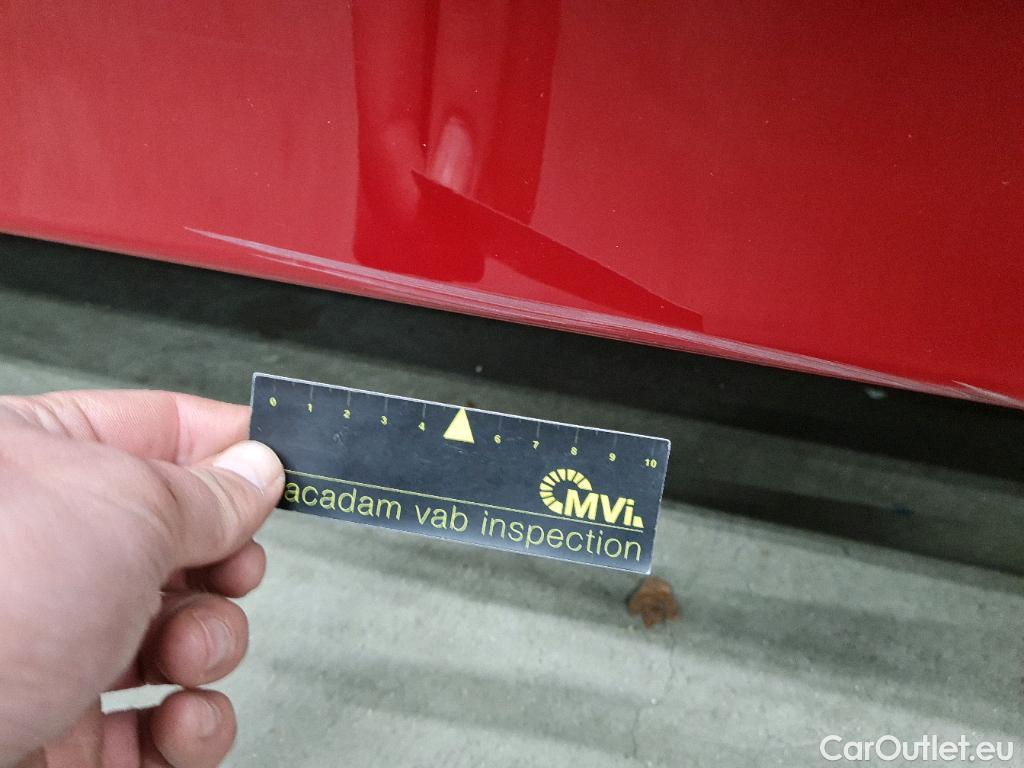 0 1 2 3 4 6 7 8 9 10
MVi
acadam vab inspection
CarOutlet.eu